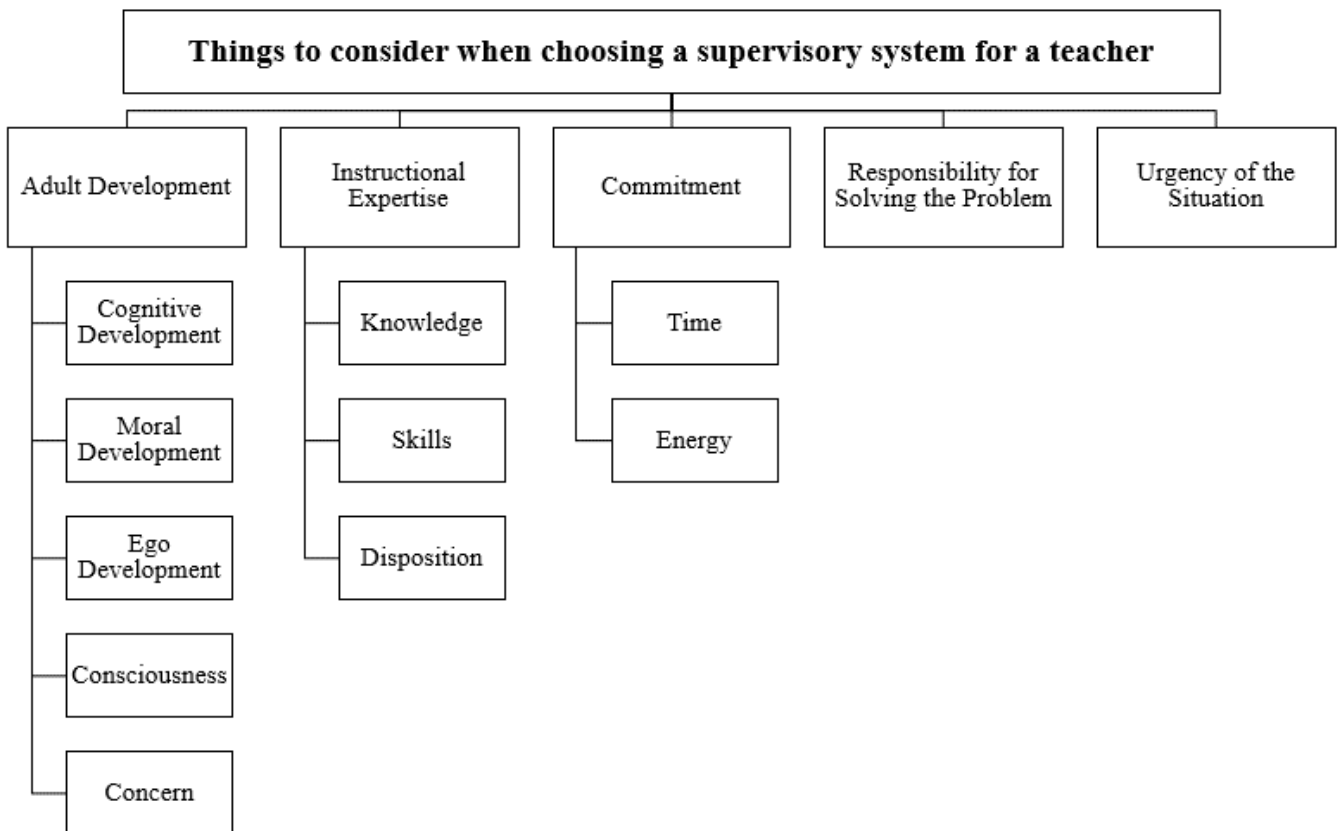 Things to consider when choosing a supervisory system for a teacher
Adult Development
Instructional
Expertise
Commitment
Responsibility for
Solving the Problem
Urgency of the
Situation
Cognitive
Development
Moral
Development
Ego
Development
Consciousness
Concern
Knowledge
Skills
Disposition
Time
Energy